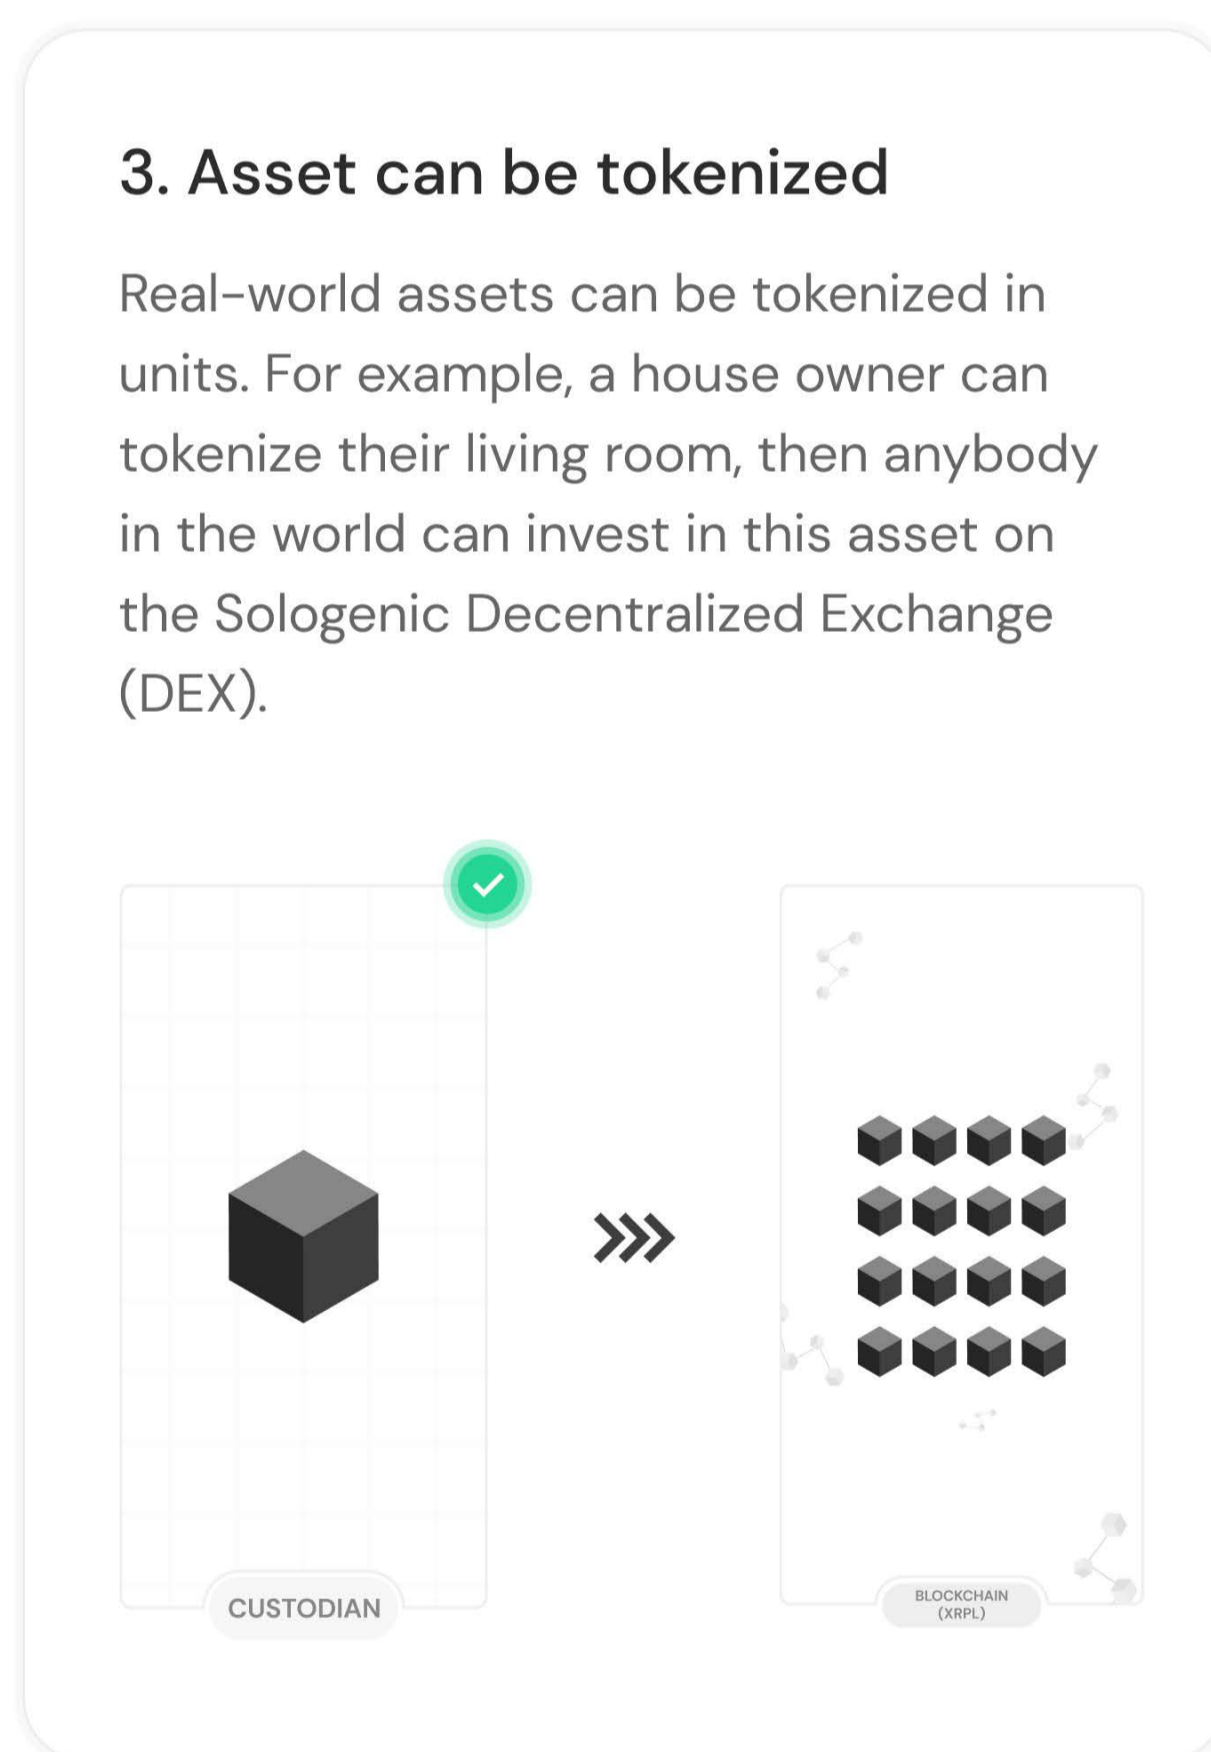 3. Asset can be tokenized
Real-world assets can be tokenized in
units. For example, a house owner can
tokenize their living room, then anybody
in the world can invest in this asset on
the Sologenic Decentralized Exchange
(DEX).
CUSTODIAN
BLOCKCHAIN
(XRPL)